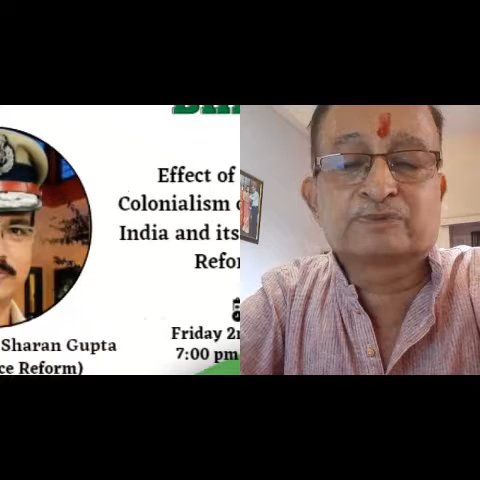 Effect of
Colonialism
India and its
Refor
Friday 2
7:00 pm
Sharan Gupta
ce Reform)